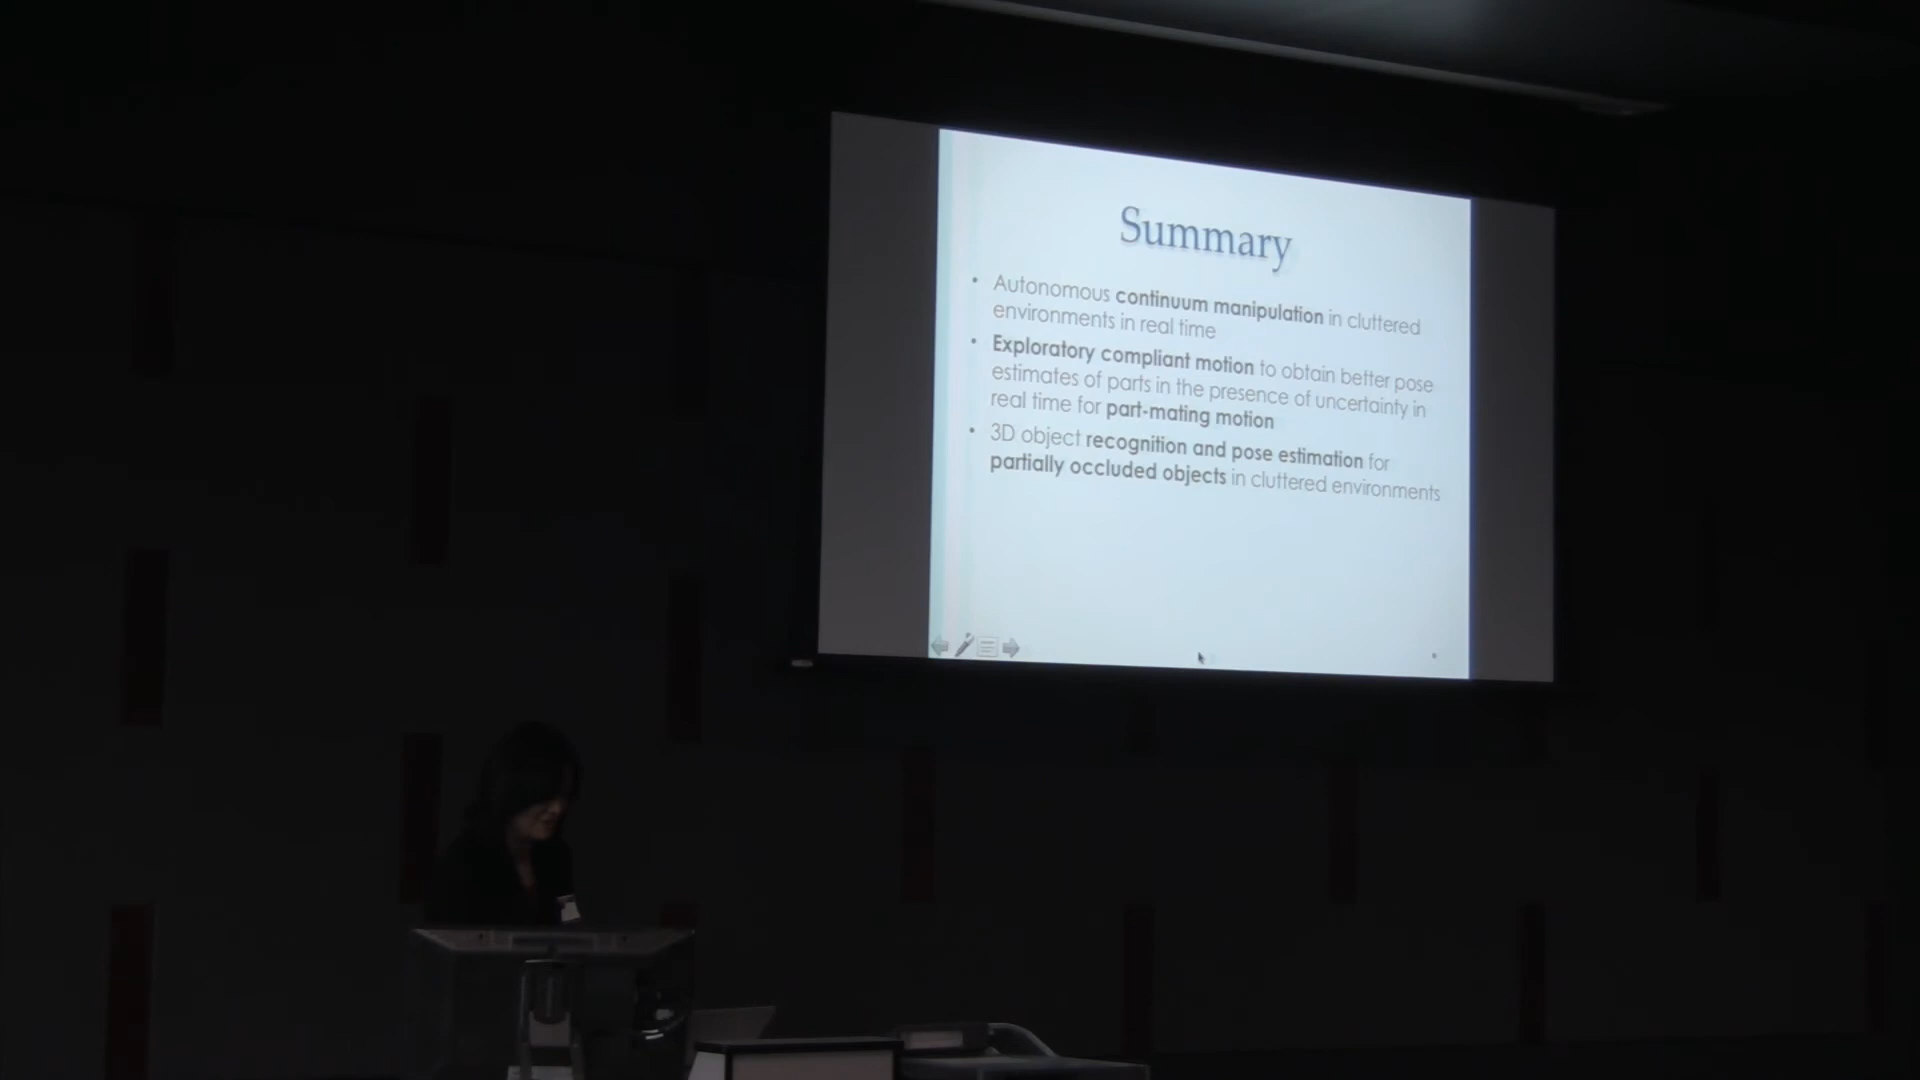 Summary
• Autonomous continuum manipulation in cluttered
environments in real time
• Exploratory compliant motion to obtain better pose
estimates of parts in the presence of uncertainty in
real time for part-mating motion
• 3D object recognition and pose estimation for
partially occluded objects in cluttered environments